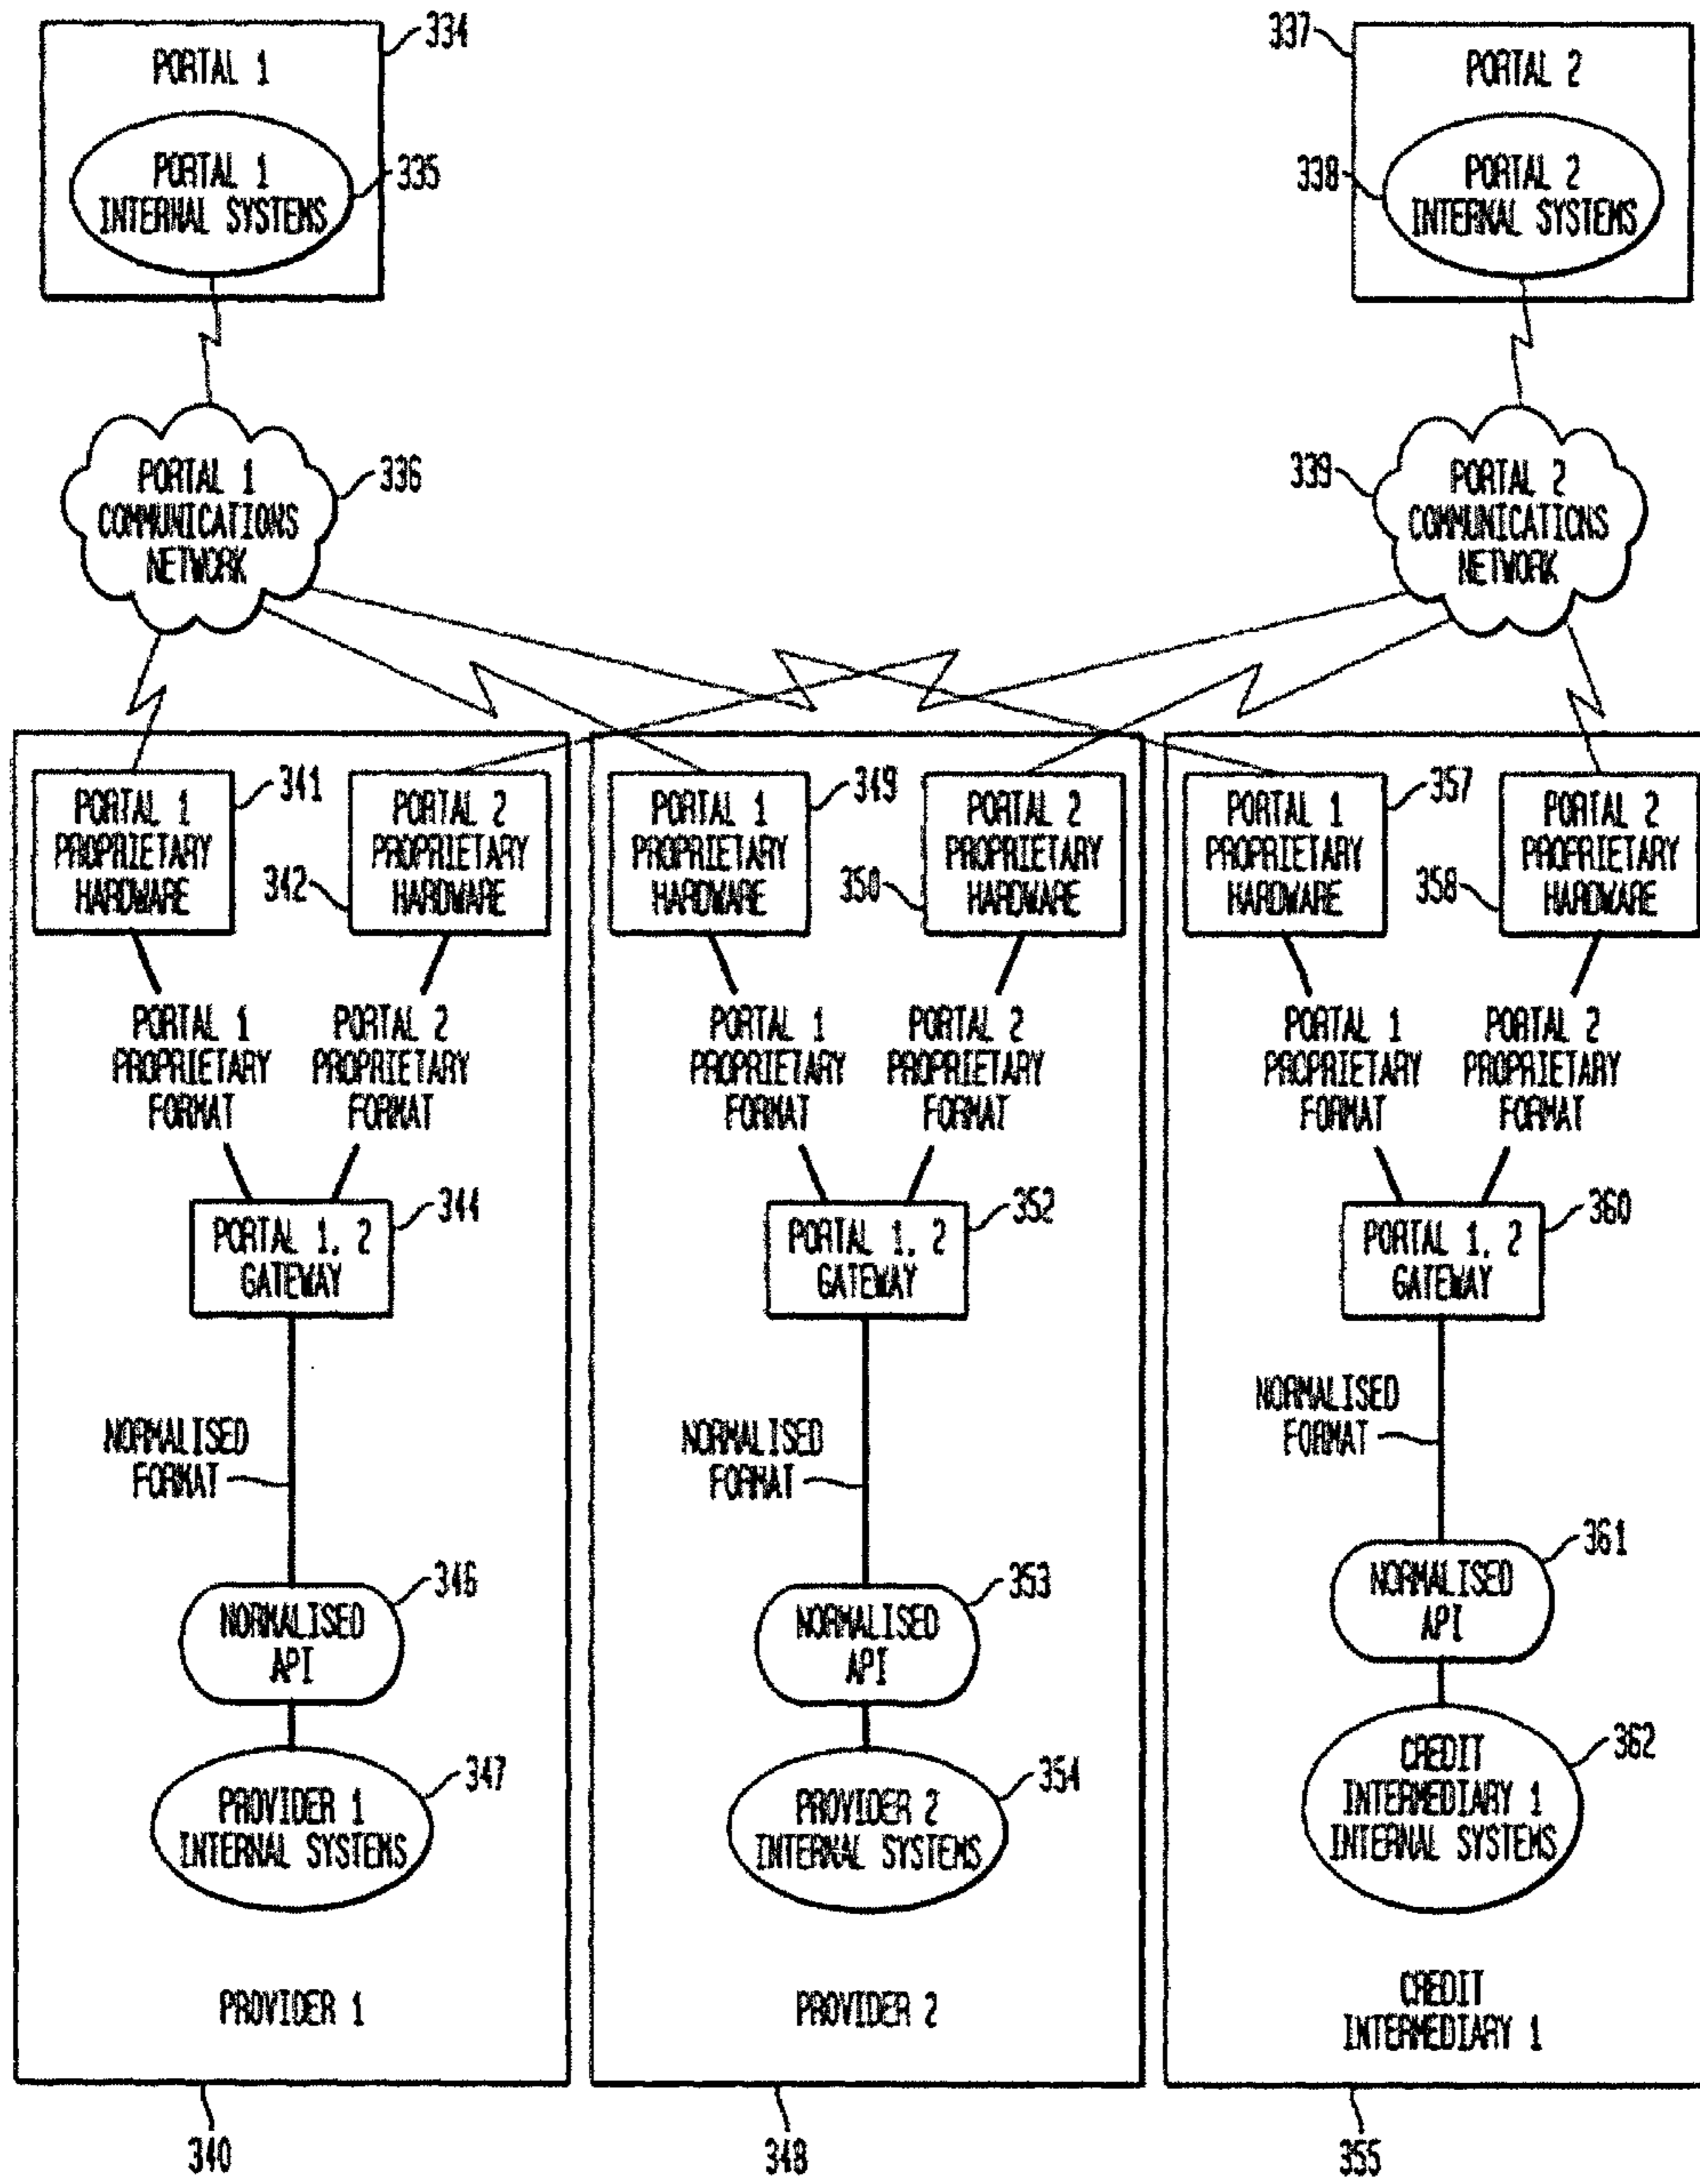 PORTAL 1
334
PORTAL 1
INTERNAL SYSTEMS
335
337
PORTAL 2
338
PORTAL 2
INTERNAL SYSTEMS
PORTAL 1
COMMUNICATIONS
NETWORK
336
339
PORTAL 2
COMMUNICATIONS
NETWORK
PORTAL 1
PROPRIETARY
HARDWARE
341
342
PORTAL 2
PROPRIETARY
HARDWARE
PORTAL 1
PROPRIETARY
FORMAT
PORTAL 2
PROPRIETARY
FORMAT
PORTAL 1, 2
GATEWAY
344
NORMALISED
FORMAT
NORMALISED
API
346
PROVIDER 1
INTERNAL SYSTEMS
347
PROVIDER 1
340
PORTAL 1
PROPRIETARY
HARDWARE
349
350
PORTAL 2
PROPRIETARY
HARDWARE
PORTAL 1
PROPRIETARY
FORMAT
PORTAL 2
PROPRIETARY
FORMAT
PORTAL 1, 2
GATEWAY
352
NORMALISED
FORMAT
NORMALISED
API
353
PROVIDER 2
INTERNAL SYSTEMS
354
PROVIDER 2
348
PORTAL 1
PROPRIETARY
HARDWARE
357
358
PORTAL 2
PROPRIETARY
HARDWARE
PORTAL 1
PROPRIETARY
FORMAT
PORTAL 2
PROPRIETARY
FORMAT
PORTAL 1, 2
GATEWAY
360
NORMALISED
FORMAT
NORMALISED
API
361
CREDIT
INTERMEDIARY 1
INTERNAL SYSTEMS
362
CREDIT
INTERMEDIARY 1
355